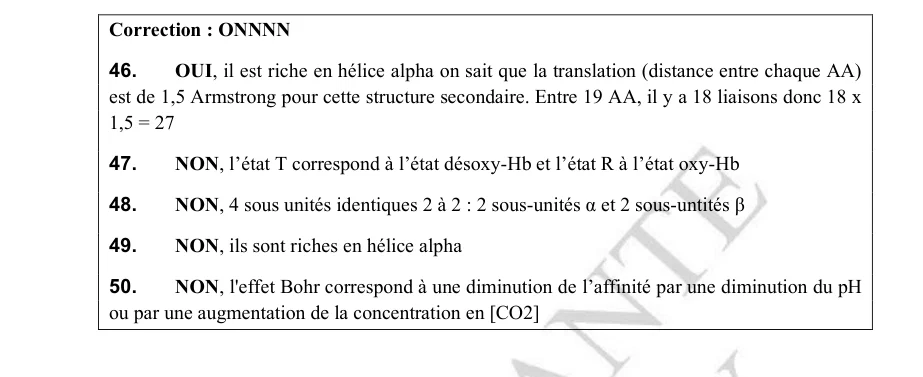 Correction : ONNNN
46. OUI, il est riche en hélice alpha on sait que la translation (distance entre chaque AA)
est de 1,5 Armstrong pour cette structure secondaire. Entre 19 AA, il y a 18 liaisons donc 18 x
1,5 = 27
47. NON, l’état T correspond à l’état désoxy-Hb et l’état R à l’état oxy-Hb
48. NON, 4 sous unités identiques 2 à 2 : 2 sous-unités α et 2 sous-untités β
49. NON, ils sont riches en hélice alpha
50. NON, l'effet Bohr correspond à une diminution de l’affinité par une diminution du pH
ou par une augmentation de la concentration en [CO2]
ANTE